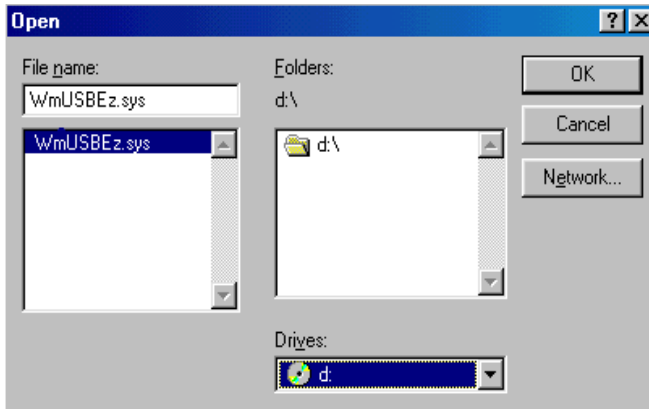 Open
File name:
WmUSBEz.sys
WmUSBEz.sys
Folders:
d:\
d:\
Drives:
d:
OK
Cancel
Network...